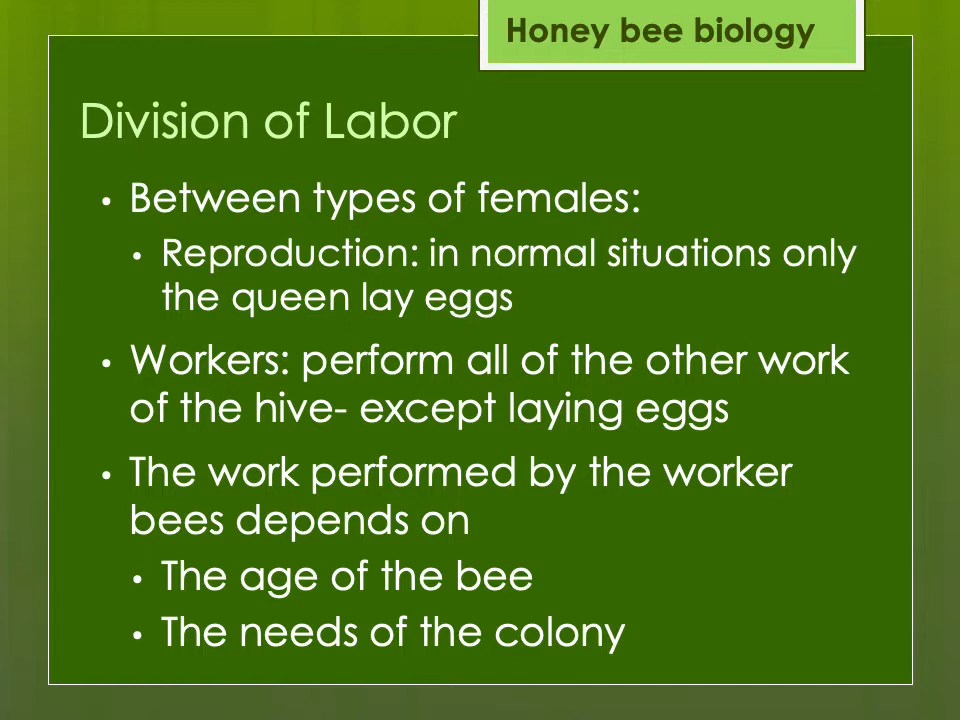 Honey bee biology
Division of Labor
• Between types of females:
• Reproduction: in normal situations only
the queen lay eggs
• Workers: perform all of the other work
of the hive- except laying eggs
• The work performed by the worker
bees depends on
• The age of the bee
• The needs of the colony